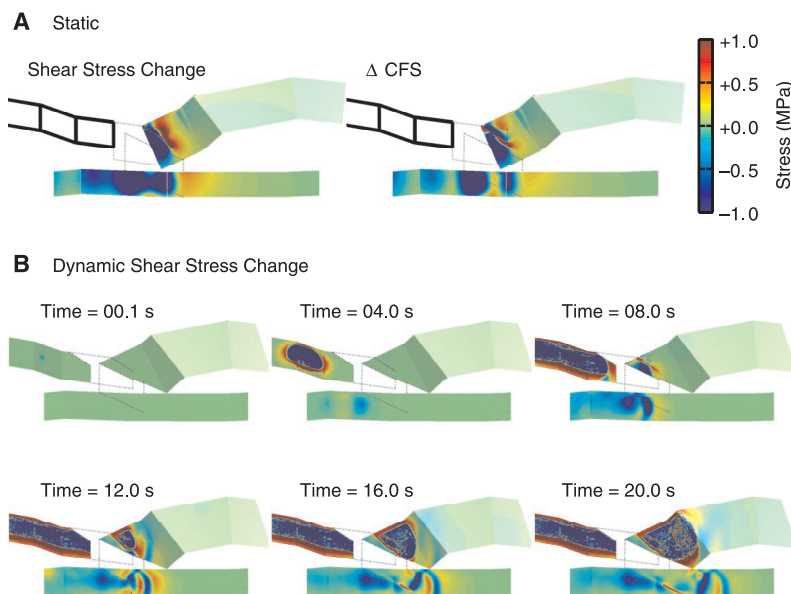 A Static
Shear Stress Change
Δ CFS
+1.0
+0.5
+0.0
−0.5
−1.0
Stress (MPa)
B Dynamic Shear Stress Change
Time = 00.1 s
Time = 04.0 s
Time = 08.0 s
Time = 12.0 s
Time = 16.0 s
Time = 20.0 s